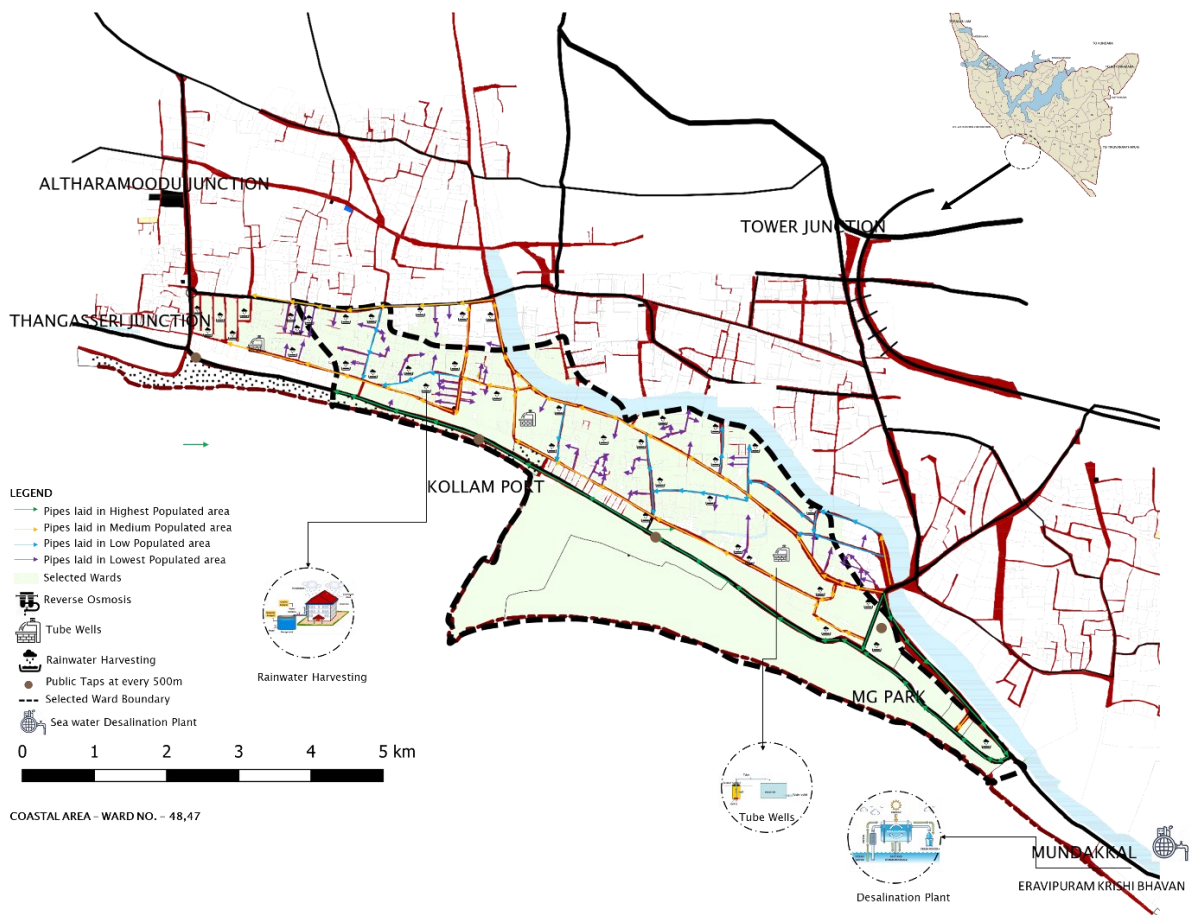 ALTHARAMOODU JUNCTION
TOWER JUNCTION
THANGASSERI JUNCTION
KOLLAM PORT
LEGEND
Pipes laid in Highest Populated area
Pipes laid in Medium Populated area
Pipes laid in Low Populated area
Pipes laid in Lowest Populated area
Selected Wards
Reverse Osmosis
Tube Wells
Rainwater Harvesting
Public Taps at every 500m
Selected Ward Boundary
Sea water Desalination Plant
0 1 2 3 4 5 km
COASTAL AREA – WARD NO. – 48,47
Rainwater Harvesting
MG PARK
Tube Wells
Desalination Plant
MUNDAKKAL
ERAVIPURAM KRISHI BHAVAN